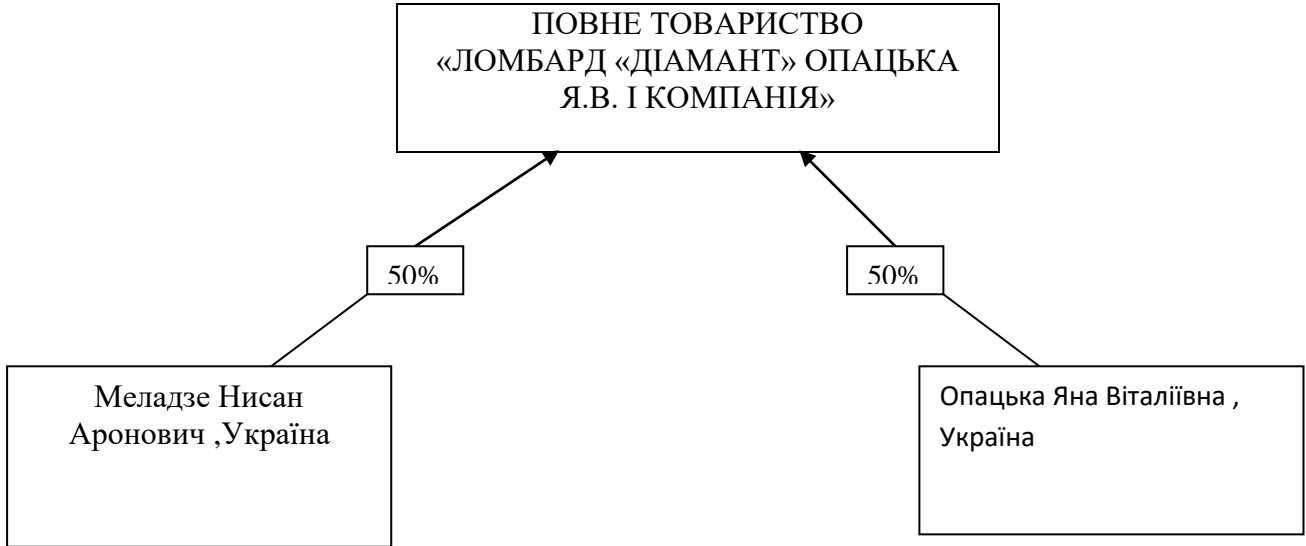 ПОВНЕ ТОВАРИСТВО
«ЛОМБАРД «ДІАМАНТ» ОПАЦЬКА
Я.В. І КОМПАНІЯ»
50%
50%
Меладзе Нисан
Аронович ,Україна
Опацька Яна Віталіївна ,
Україна